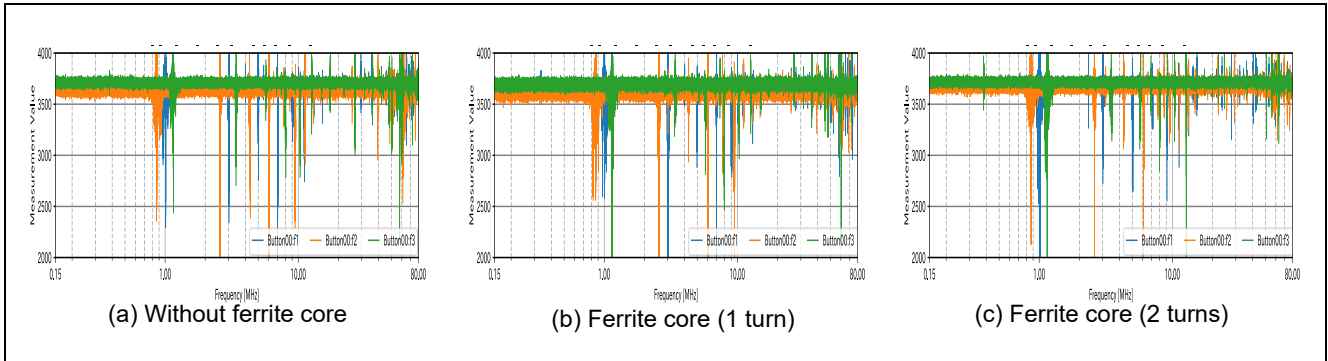 4000
3500
3000
2500
2000
Measurement Value
0.15
1.00
10.00
80.00
Frequency [MHz]
Button00:f1
Button00:f2
Button00:f3
(a) Without ferrite core
4000
3500
3000
2500
2000
Measurement Value
0.15
1.00
10.00
80.00
Frequency [MHz]
Button00:f1
Button00:f2
Button00:f3
(b) Ferrite core (1 turn)
4000
3500
3000
2500
2000
Measurement Value
0.15
1.00
10.00
80.00
Frequency [MHz]
Button00:f1
Button00:f2
Button00:f3
(c) Ferrite core (2 turns)